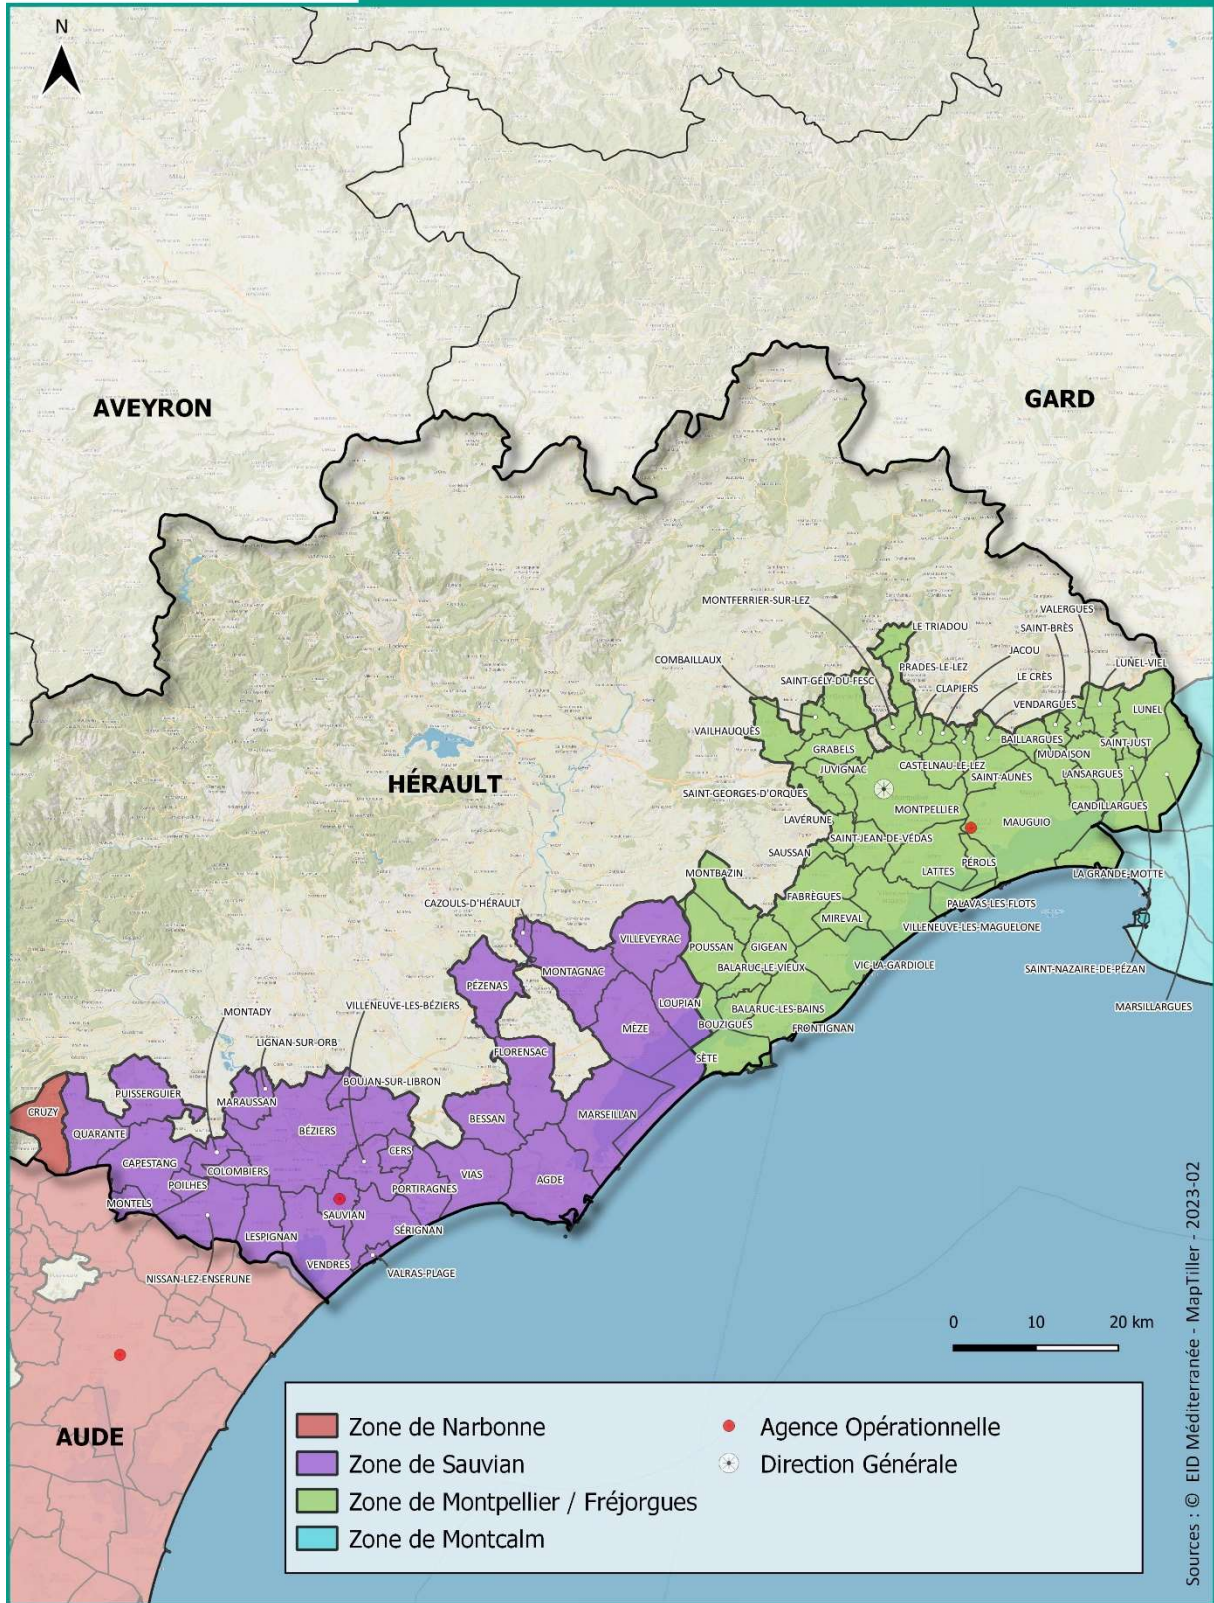 N
AVEYRON
GARD
HÉRAULT
AUDE
MONTFERRIER-SUR-LEZ
VALERGUES
LE TRIADOU
SAINT-BRÈS
JACOU
COMBAILLAUX
PRADES-LE-LEZ
LUNEL-VIEL
SAINT-GÉLY-DU-FESC
LE CRÈS
CLAPIERS
VENDARGUES
LUNEL
VAILHAUQUÈS
BAILLARGUES
SAINT-JUST
GRABELS
MUDAISON
CASTELNAU-LE-LEZ
JUVIGNAC
SAINT-AUNÈS
LANSARGUES
SAINT-GEORGES-D'ORQUES
CANDILLARGUES
MONTPELLIER
LAVÉRUNE
MAUGUIO
SAINT-JEAN-DE-VÉDAS
SAUSSAN
PÉROLS
LATTES
MONTBAZIN
LA GRANDE-MOTTE
FABRÈGUES
CAZOULS-D'HÉRAULT
PALAVAS-LES-FLOTS
MIREVAL
VILLENEUVE-LES-MAGUELONE
VILLEVEYRAC
POUSSAN
GIGEAN
BALARUC-LE-VIEUX
VIC-LA-GARDIOLE
SAINT-NAZAIRE-DE-PÉZAN
MONTAGNAC
PÉZENAS
VILLENEUVE-LES-BÉZIERS
LOUPIAN
BALARUC-LES-BAINS
MARSILLARGUES
MONTADY
MÈZE
BOUZIGUES
FRONTIGNAN
LIGNAN-SUR-ORB
FLORENSAC
SÈTE
BOUJAN-SUR-LIBRON
PUISSERGUIER
MARAUSSAN
CRUZY
BESSAN
MARSEILLAN
QUARANTE
BÉZIERS
CERS
CAPESTANG
COLOMBIERS
VIAS
AGDE
POILHES
PORTIRAGNES
MONTELS
SAUVIAN
SÉRIGNAN
LESPIGNAN
VENDRES
VALRAS-PLAGE
NISSAN-LEZ-ENSERUNE
0 10 20 km
Zone de Narbonne
Zone de Sauvian
Zone de Montpellier / Fréjorgues
Zone de Montcalm
Agence Opérationnelle
Direction Générale
Sources : © EID Méditerranée - MapTiller - 2023-02